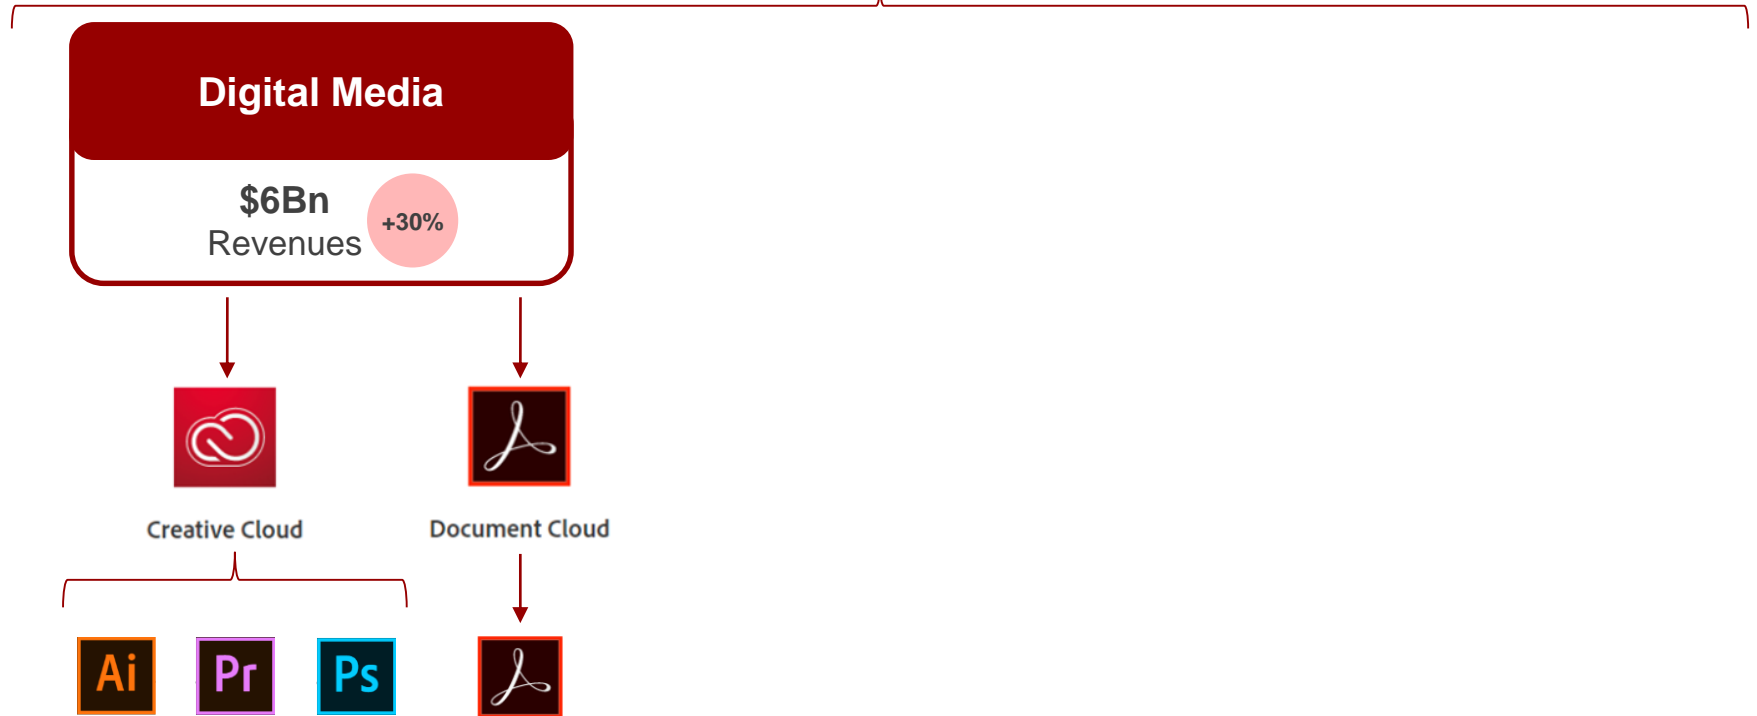 Digital Media
$6Bn
Revenues
+30%
Creative Cloud
Document Cloud
Ai
Pr
Ps